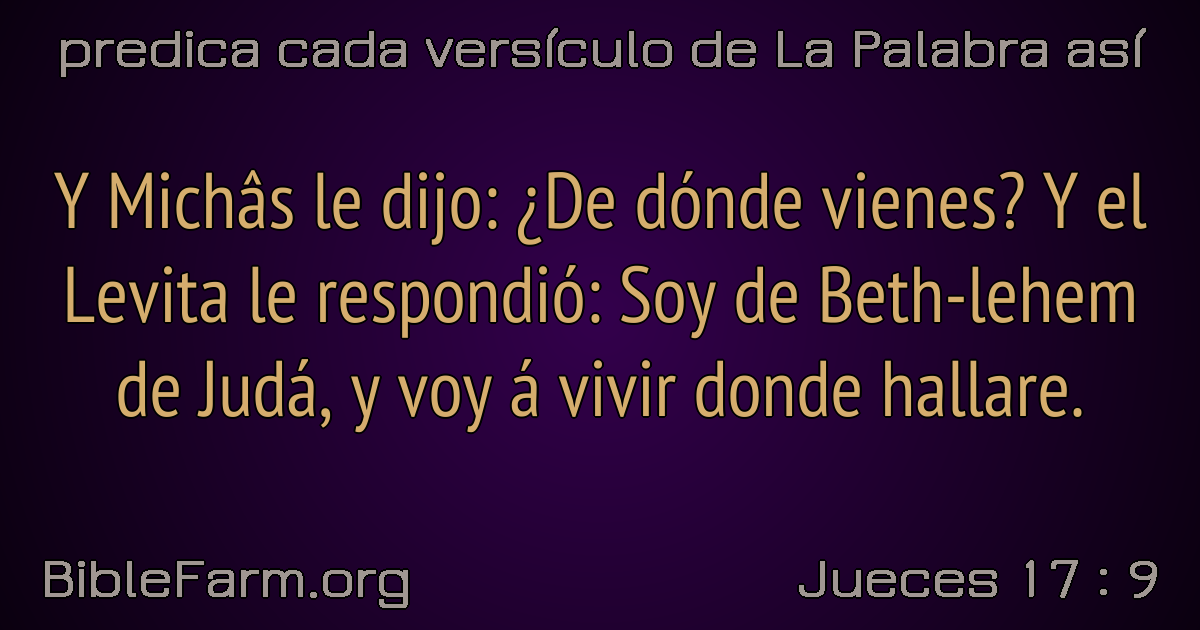 predica cada versículo de La Palabra así
Y Michâs le dijo: ¿De dónde vienes? Y el
Levita le respondió: Soy de Beth-lehem
de Judá, y voy á vivir donde hallare.
BibleFarm.org
Jueces 17 : 9